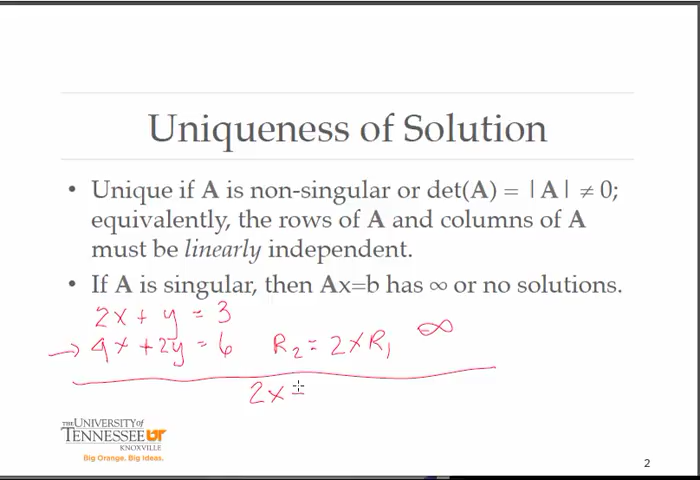 Uniqueness of Solution
• Unique if A is non-singular or det(A) = |A| ≠ 0;
equivalently, the rows of A and columns of A
must be linearly independent.
• If A is singular, then Ax=b has ∞ or no solutions.
2x + y = 3
→ 4x + 2y = 6 R₂ = 2 x R₁ ∞
2x
THE UNIVERSITY of
TENNESSEE UT
KNOXVILLE
Big Orange. Big Ideas.
2